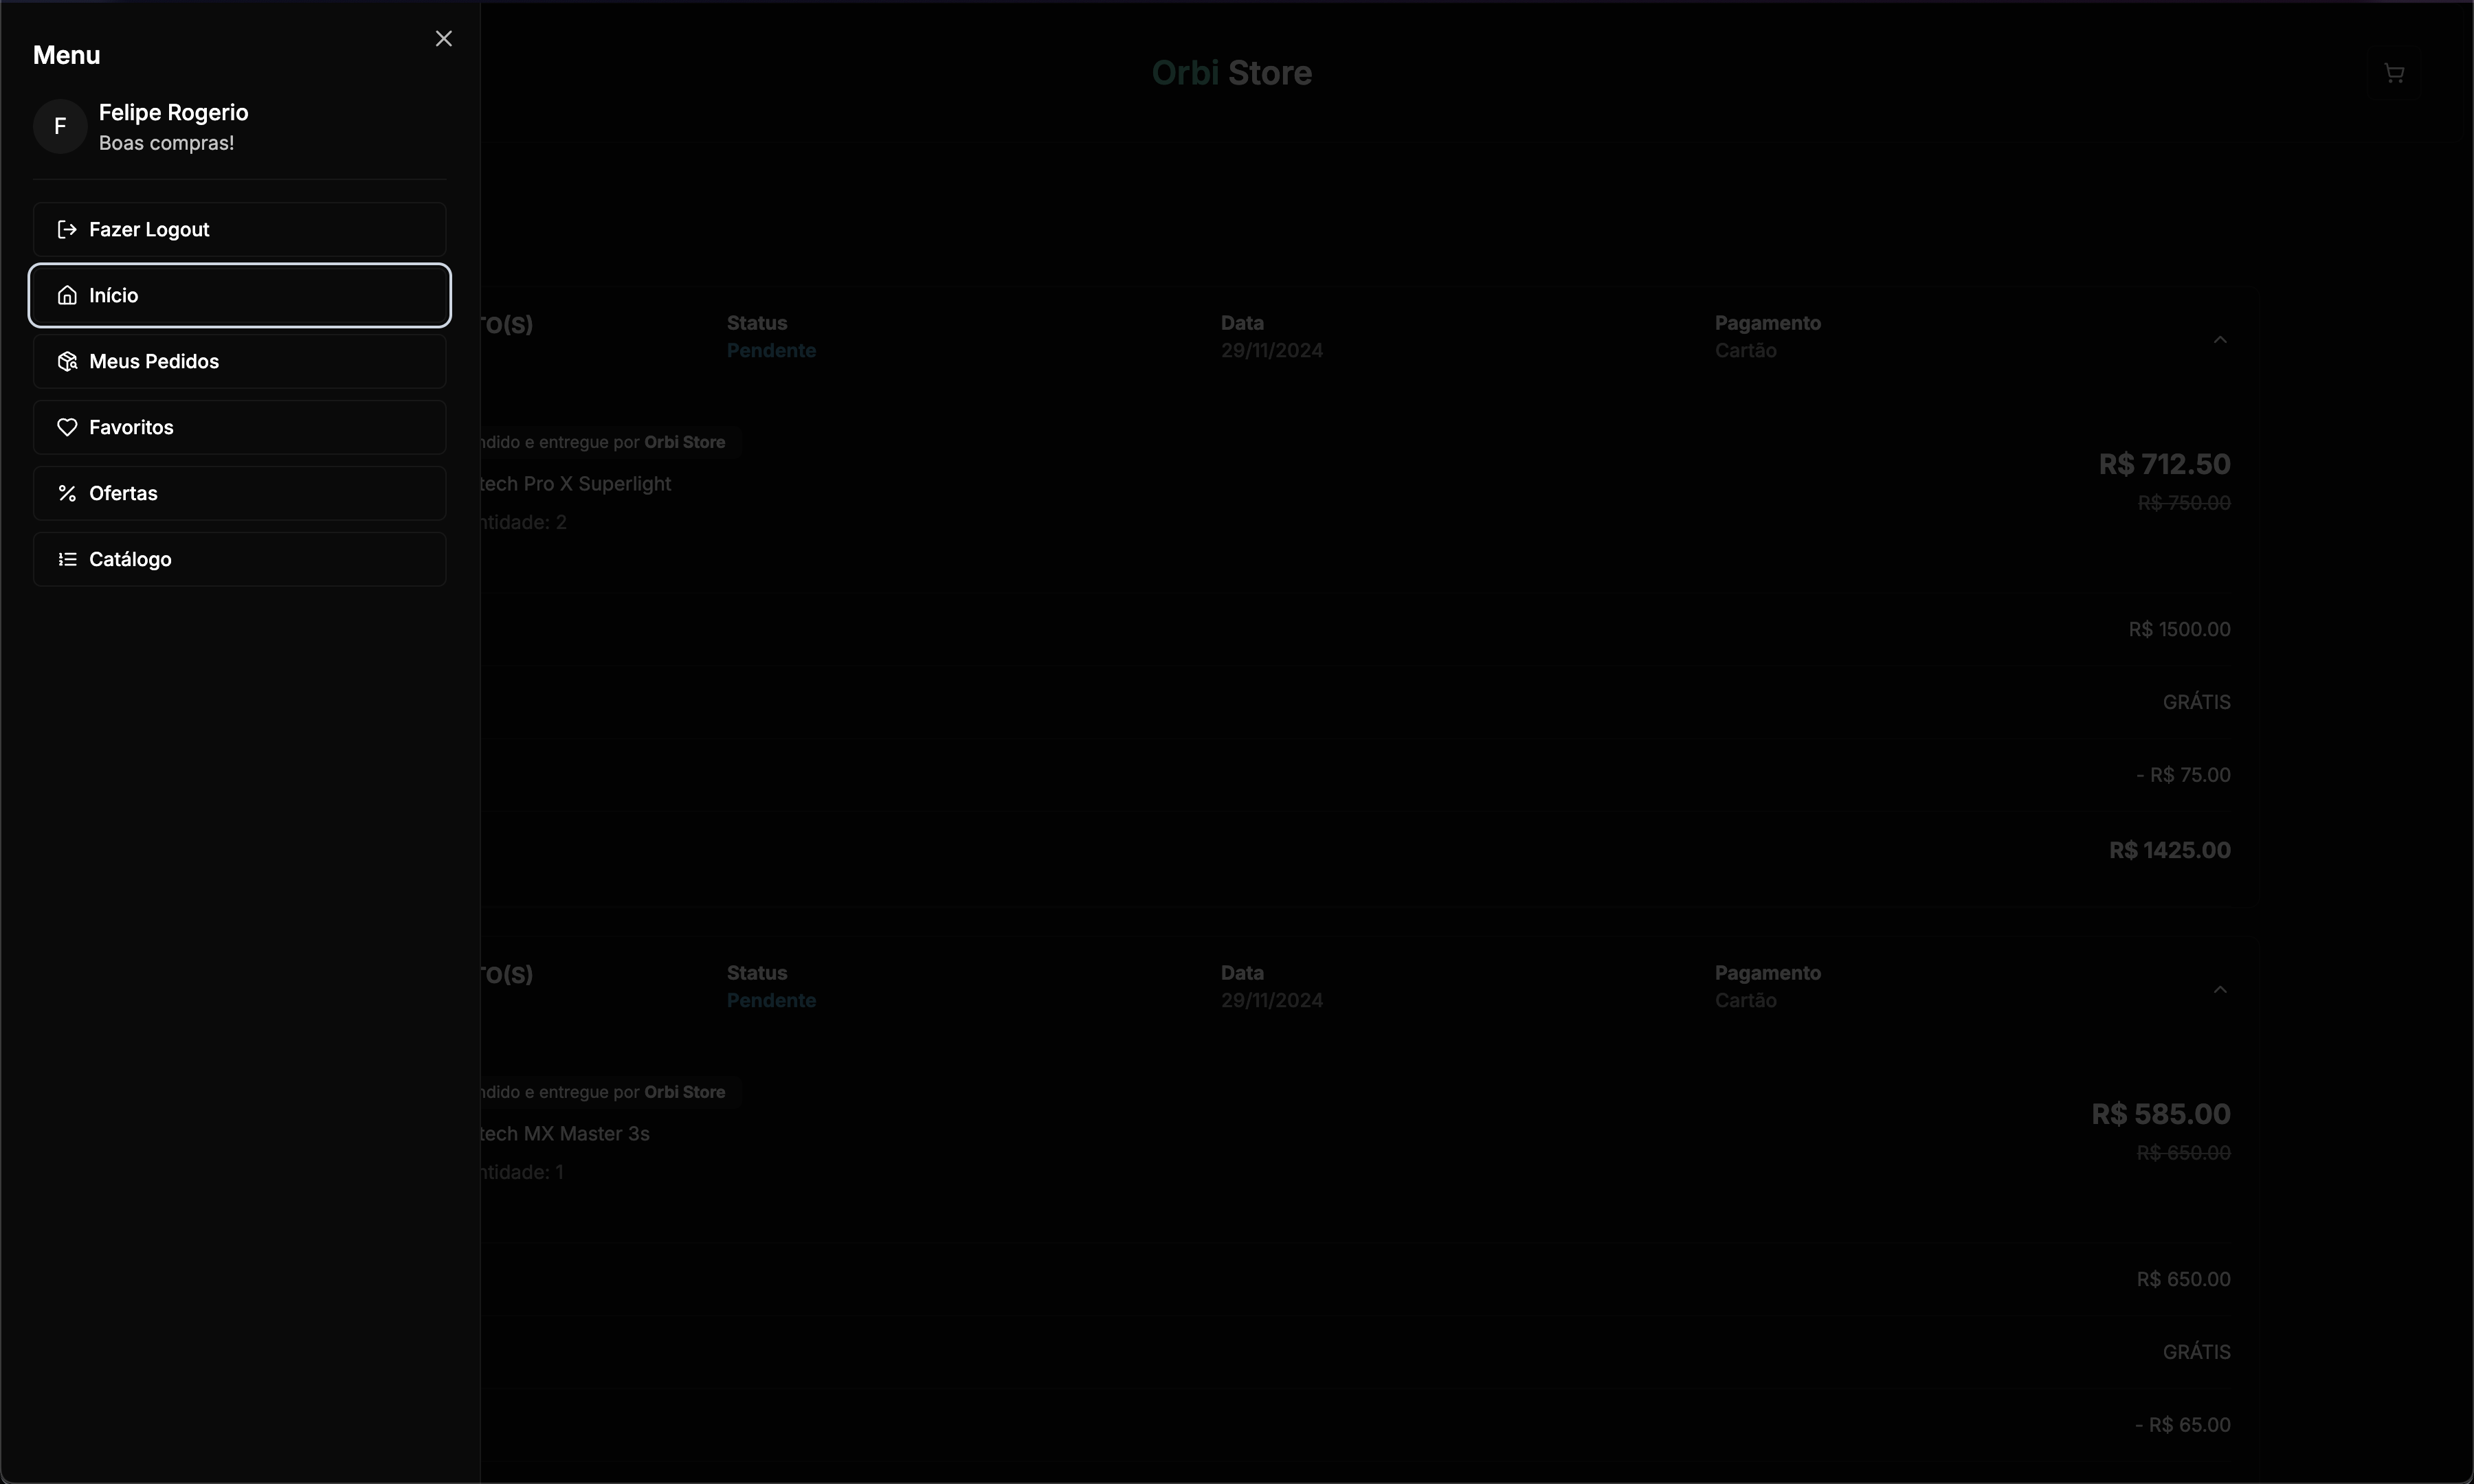 Menu
F
Felipe Rogerio
Boas compras!
Fazer Logout
Início
Meus Pedidos
Favoritos
Ofertas
Catálogo
Orbi Store
TO(S)
Status
Pendente
Data
29/11/2024
Pagamento
Cartão
ndido e entregue por Orbi Store
tech Pro X Superlight
ntidade: 2
R$ 712.50
R$ 750.00
R$ 1500.00
GRÁTIS
- R$ 75.00
R$ 1425.00
TO(S)
Status
Pendente
Data
29/11/2024
Pagamento
Cartão
ndido e entregue por Orbi Store
tech MX Master 3s
ntidade: 1
R$ 585.00
R$ 650.00
R$ 650.00
GRÁTIS
- R$ 65.00